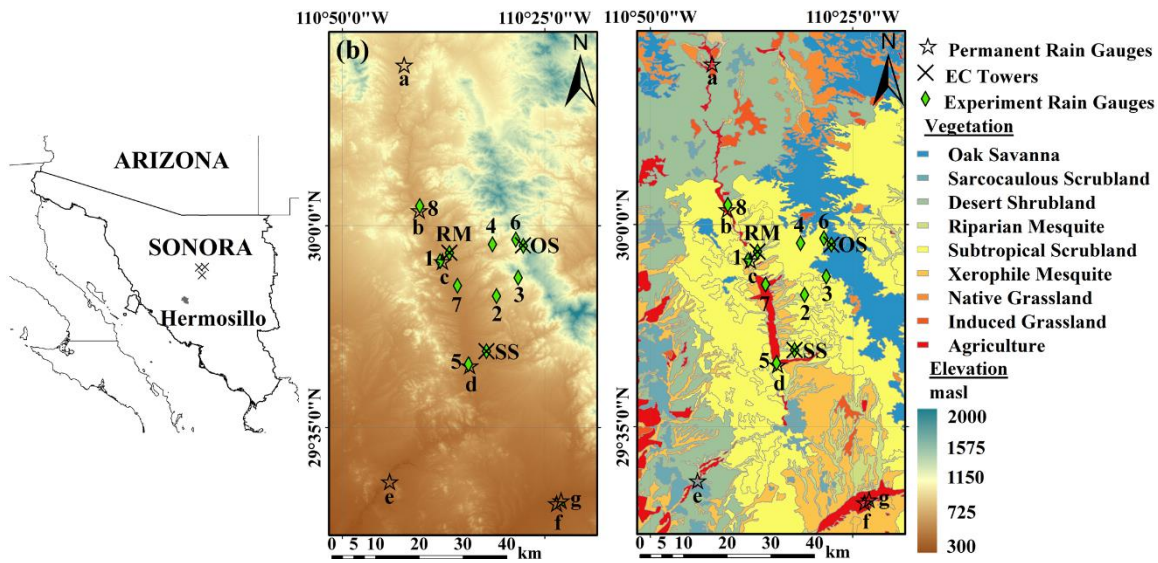 ARIZONA
SONORA
Hermosillo
110°50'0"W
110°25'0"W
(b)
N
a
8
b
RM
1
c
7
4
6
OS
3
2
SS
5
d
e
g
f
30°0'0"N
29°35'0"N
0 5 10 20 30 40
km
110°50'0"W
110°25'0"W
N
a
8
b
RM
1
c
7
4
6
OS
3
2
SS
5
d
e
g
f
30°0'0"N
29°35'0"N
0 5 10 20 30 40
km
Permanent Rain Gauges
EC Towers
Experiment Rain Gauges
Vegetation
Oak Savanna
Sarcocaulous Scrubland
Desert Shrubland
Riparian Mesquite
Subtropical Scrubland
Xerophile Mesquite
Native Grassland
Induced Grassland
Agriculture
Elevation
masl
2000
1575
1150
725
300